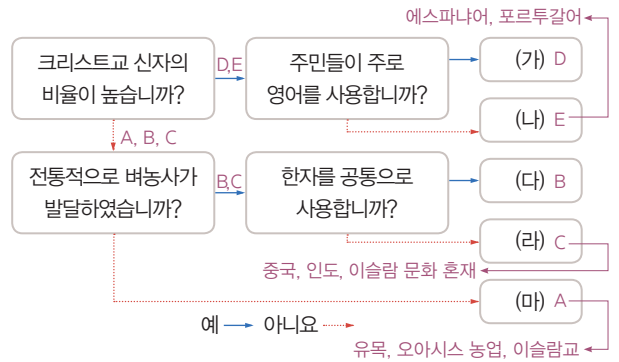 에스파냐어, 포르투갈어
크리스트교 신자의
비율이 높습니까?
D,E
주민들이 주로
영어를 사용합니까?
(가) D
(나) E
A, B, C
전통적으로 벼농사가
발달하였습니까?
B,C
한자를 공통으로
사용합니까?
(다) B
(라) C
중국, 인도, 이슬람 문화 혼재
(마) A
예 아니요
유목, 오아시스 농업, 이슬람교